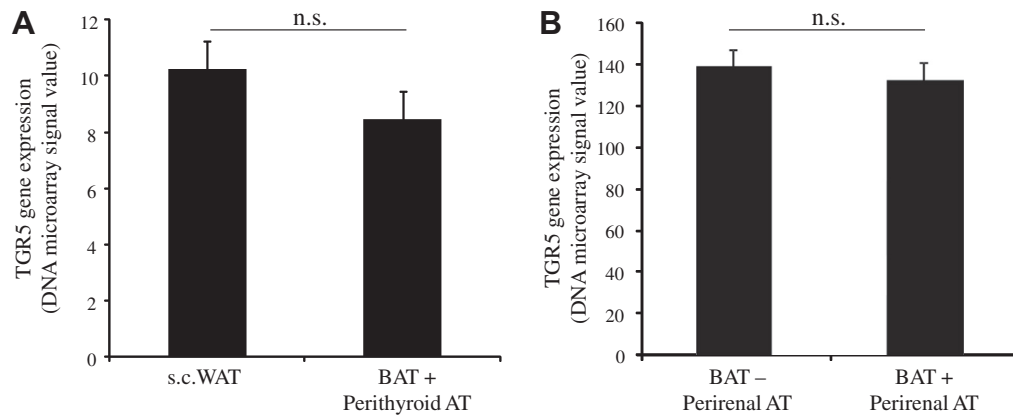 A
n.s.
12
10
8
6
4
2
0
TGR5 gene expression
(DNA microarray signal value)
s.c.WAT
BAT +
Perithyroid AT
B
n.s.
160
140
120
100
80
60
40
20
0
TGR5 gene expression
(DNA microarray signal value)
BAT –
Perirenal AT
BAT +
Perirenal AT